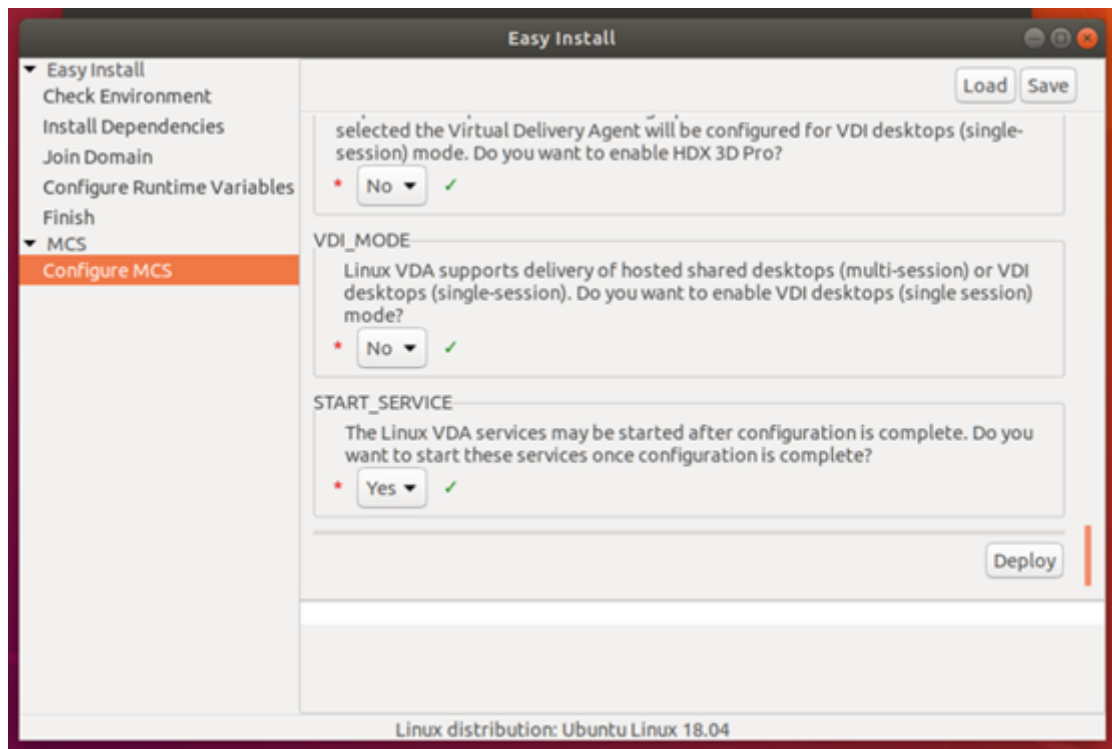 Easy Install
Easy Install
Check Environment
Install Dependencies
Join Domain
Configure Runtime Variables
Finish
MCS
Configure MCS
Load Save
selected the Virtual Delivery Agent will be configured for VDI desktops (single-
session) mode. Do you want to enable HDX 3D Pro?
* No ✓
VDI_MODE
Linux VDA supports delivery of hosted shared desktops (multi-session) or VDI
desktops (single-session). Do you want to enable VDI desktops (single session)
mode?
* No ✓
START_SERVICE
The Linux VDA services may be started after configuration is complete. Do you
want to start these services once configuration is complete?
* Yes ✓
Deploy
Linux distribution: Ubuntu Linux 18.04